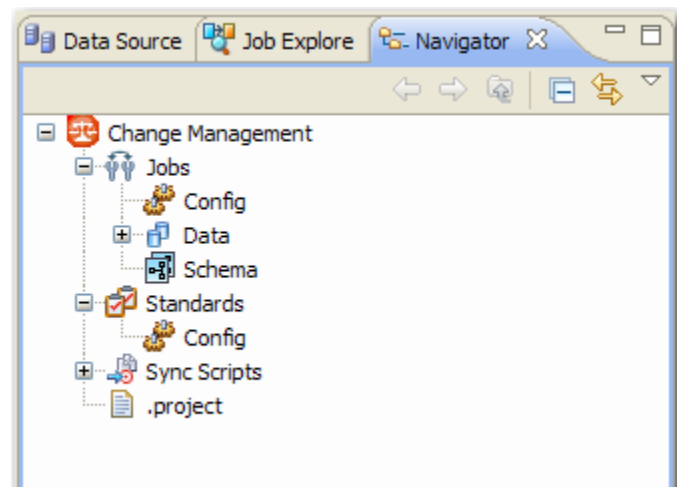 Data Source Job Explore Navigator
Change Management
Jobs
Config
Data
Schema
Standards
Config
Sync Scripts
.project